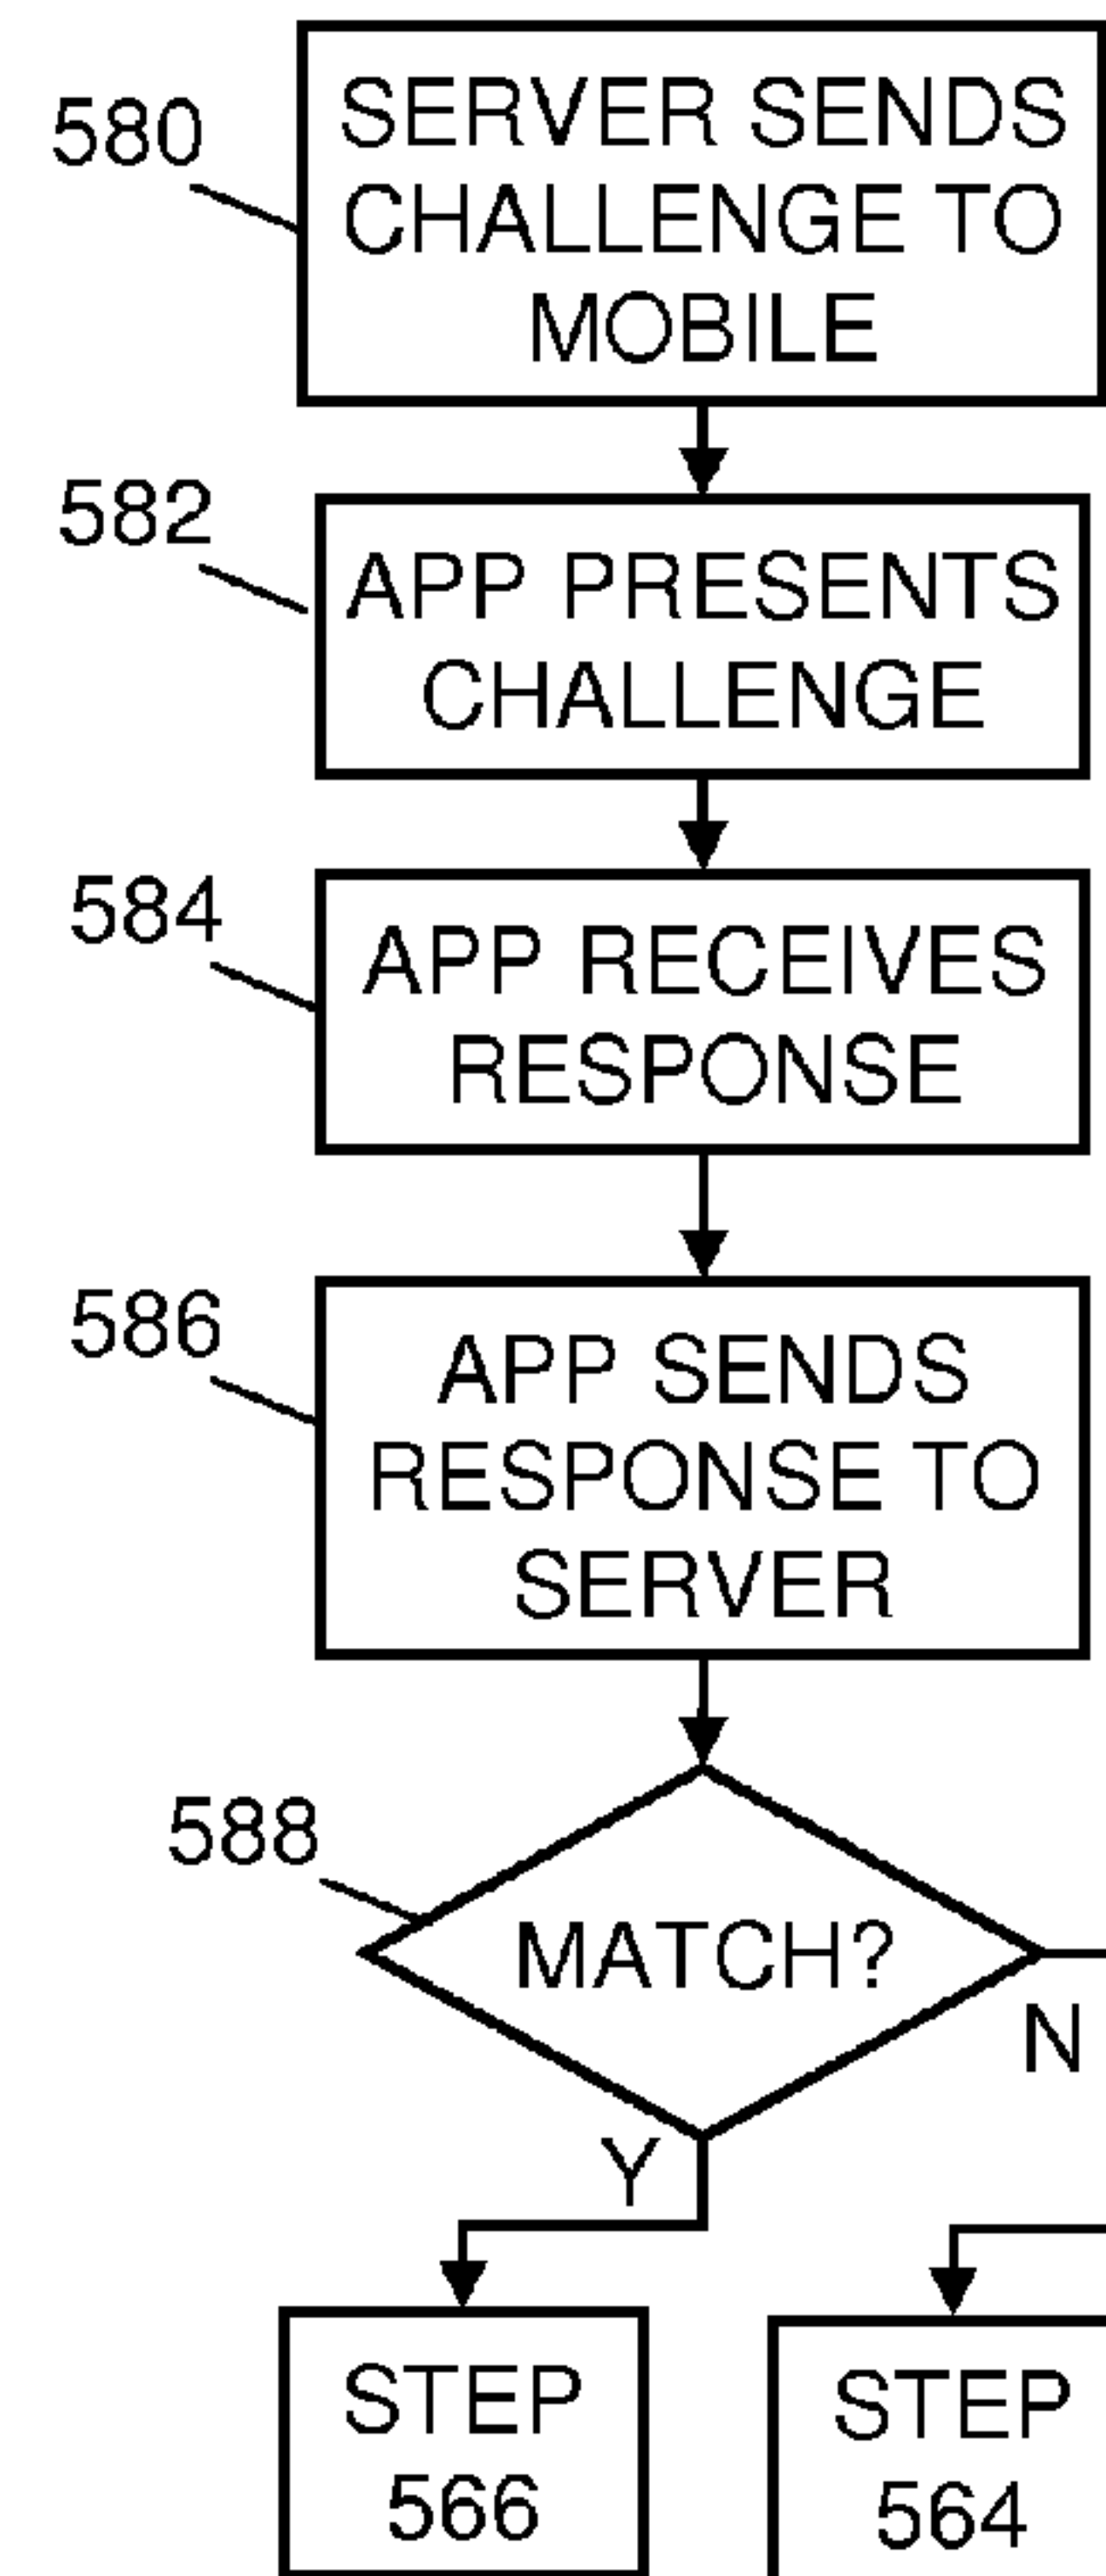 580
SERVER SENDS
CHALLENGE TO
MOBILE
582
APP PRESENTS
CHALLENGE
584
APP RECEIVES
RESPONSE
586
APP SENDS
RESPONSE TO
SERVER
588
MATCH?
N
Y
STEP
566
STEP
564